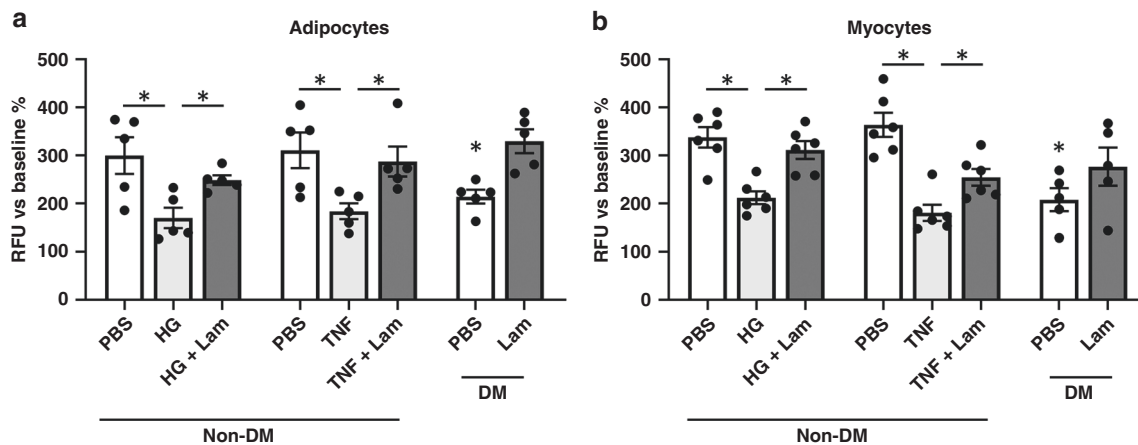 a
Adipocytes
RFU vs baseline %
500
400
300
200
100
0
* * * * *
PBS
HG
HG + Lam
PBS
TNF
TNF + Lam
PBS
Lam
DM
Non-DM
b
Myocytes
RFU vs baseline %
500
400
300
200
100
0
* * * * *
PBS
HG
HG + Lam
PBS
TNF
TNF + Lam
PBS
Lam
DM
Non-DM